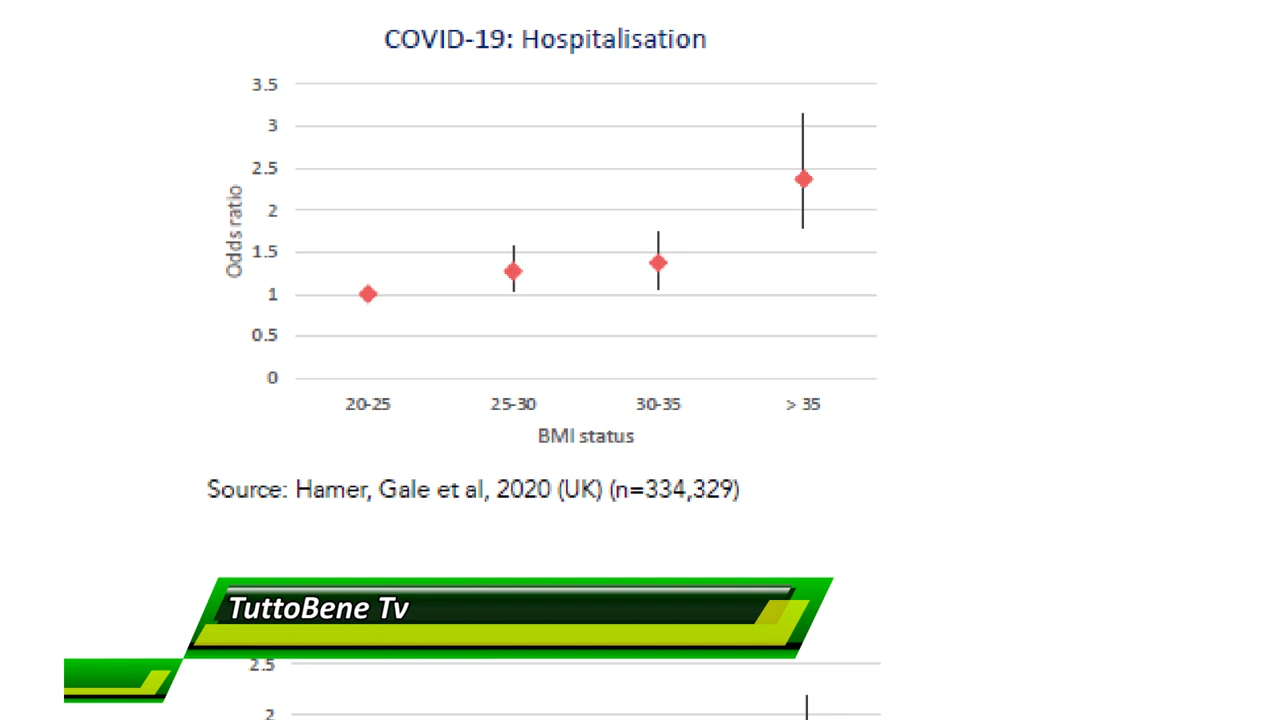 COVID-19: Hospitalisation
3.5
3
2.5
2
1.5
1
0.5
0
Odds ratio
20-25 25-30 30-35 > 35
BMI status
Source: Hamer, Gale et al, 2020 (UK) (n=334,329)
TuttoBene Tv
2.5
2